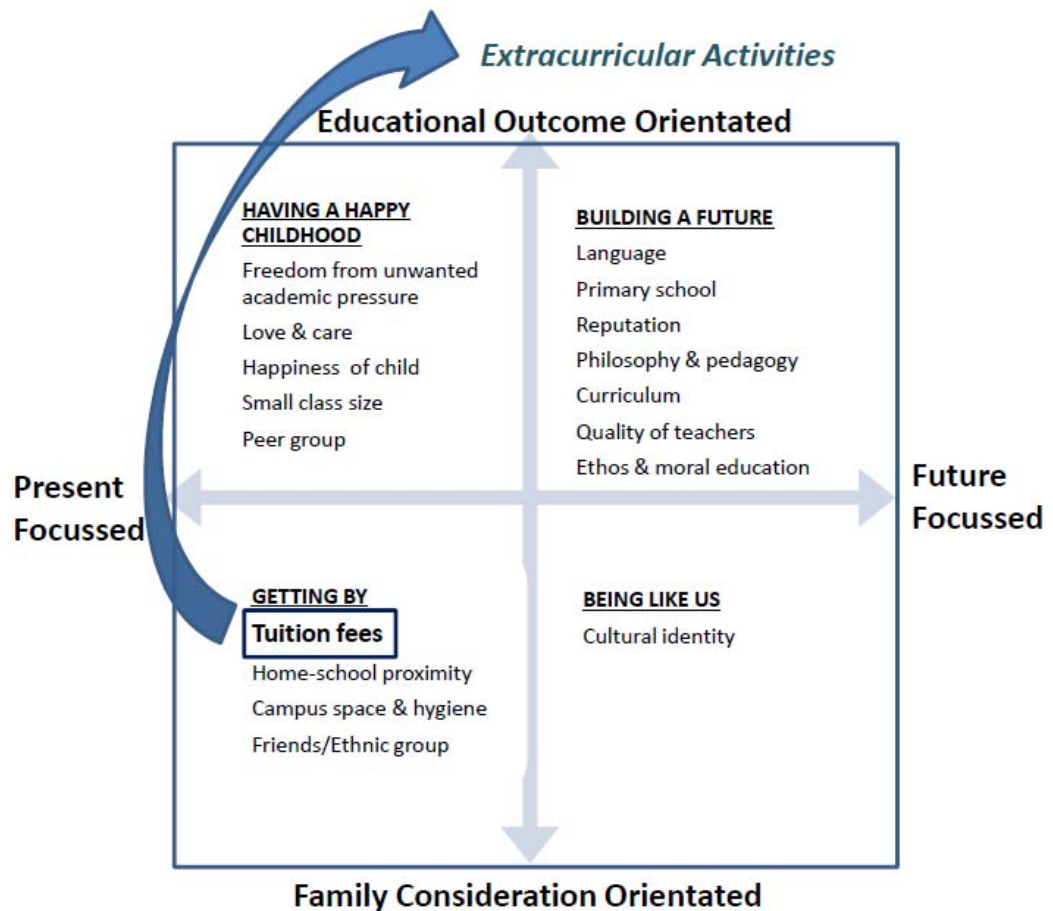 Extracurricular Activities
Educational Outcome Orientated
HAVING A HAPPY
CHILDHOOD
Freedom from unwanted
academic pressure
Love & care
Happiness of child
Small class size
Peer group
BUILDING A FUTURE
Language
Primary school
Reputation
Philosophy & pedagogy
Curriculum
Quality of teachers
Ethos & moral education
Present
Focussed
Future
Focussed
GETTING BY
Tuition fees
Home-school proximity
Campus space & hygiene
Friends/Ethnic group
BEING LIKE US
Cultural identity
Family Consideration Orientated